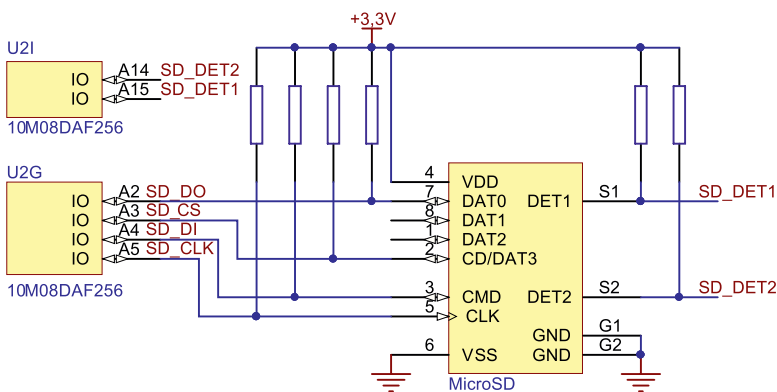 +3,3V
U2I
IO A14 SD_DET2
IO A15 SD_DET1
10M08DAF256
U2G
IO A2 SD_DO
IO A3 SD_CS
IO A4 SD_DI
IO A5 SD_CLK
10M08DAF256
4 VDD
7 DAT0 DET1 S1 SD_DET1
8 DAT1
1 DAT2
2 CD/DAT3
3 CMD DET2 S2 SD_DET2
5 CLK
GND G1
6 VSS GND G2
MicroSD